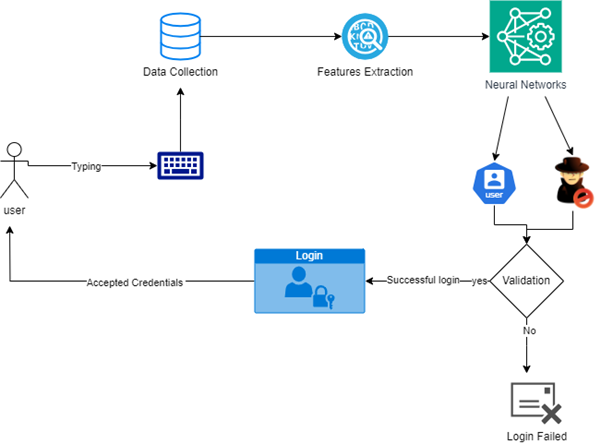 Data Collection
Features Extraction
Neural Networks
Typing
user
user
Login
Accepted Credentials
Successful login
yes
Validation
No
Login Failed